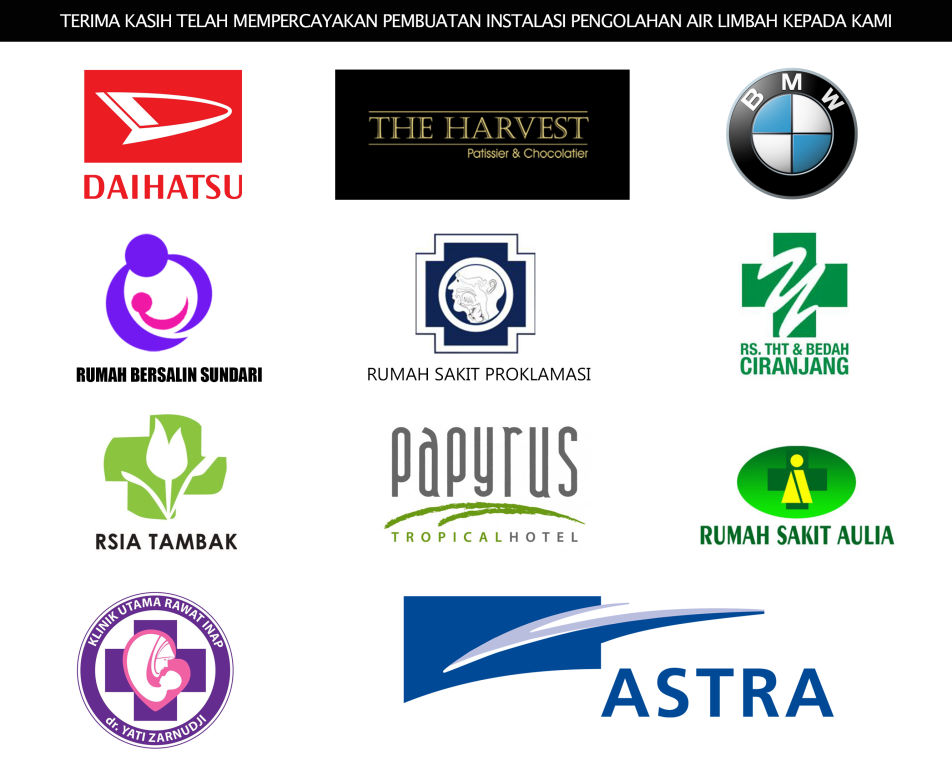 TERIMA KASIH TELAH MEMPERCAYAKAN PEMBUATAN INSTALASI PENGOLAHAN AIR LIMBAH KEPADA KAMI
DAIHATSU
THE HARVEST
Patissier & Chocolatier
BMW
RUMAH BERSALIN SUNDARI
RUMAH SAKIT PROKLAMASI
RS. THT & BEDAH
CIRANJANG
RSIA TAMBAK
papyrus
TROPICALHOTEL
RUMAH SAKIT AULIA
KLINIK UTAMA RAWAT INAP
dr. YATI ZARNUDJI
ASTRA